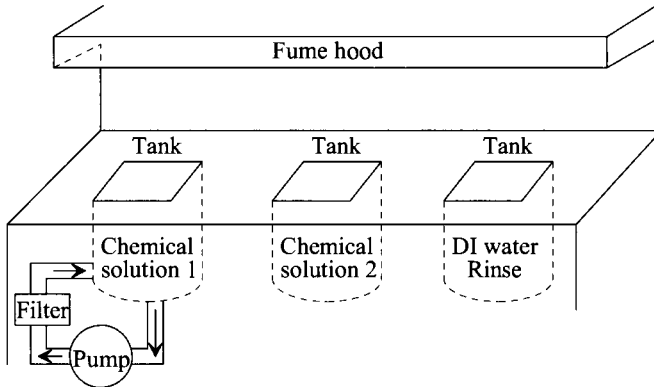 Fume hood
Tank
Tank
Tank
Chemical
solution 1
Chemical
solution 2
DI water
Rinse
Filter
Pump